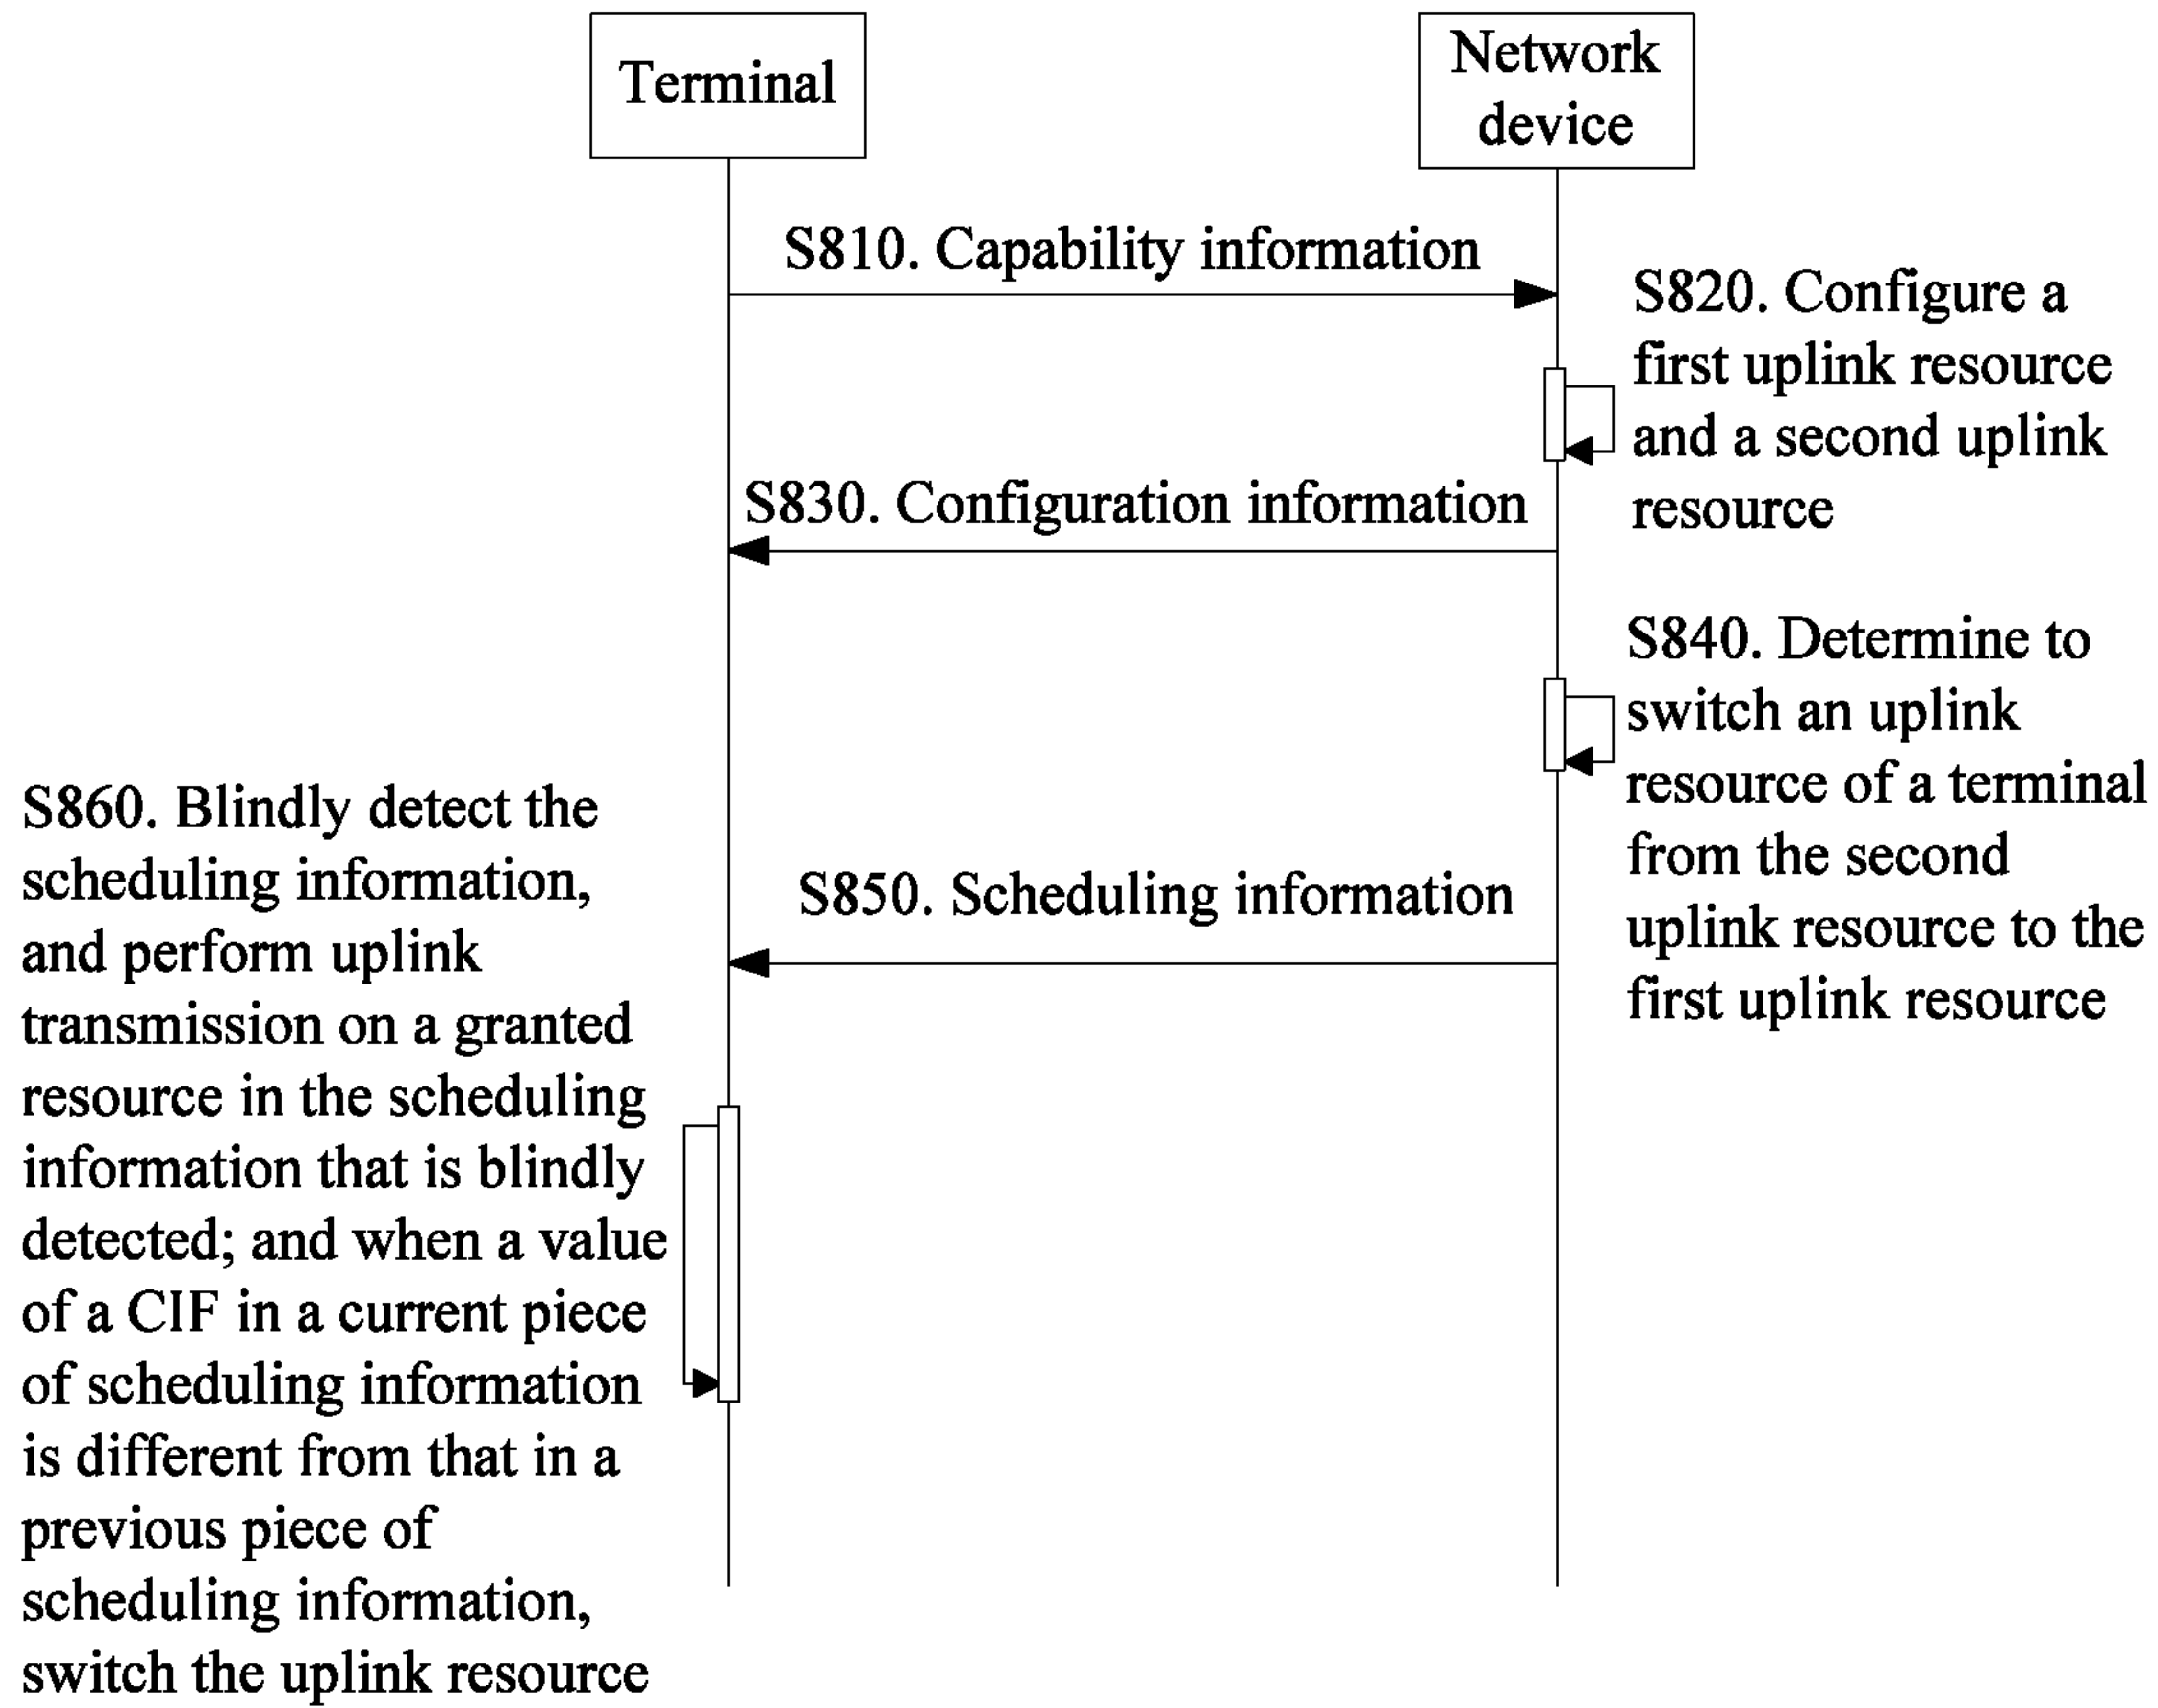 Terminal
Network
device
S810. Capability information
S820. Configure a
first uplink resource
and a second uplink
resource
S830. Configuration information
S840. Determine to
switch an uplink
resource of a terminal
from the second
uplink resource to the
first uplink resource
S850. Scheduling information
S860. Blindly detect the
scheduling information,
and perform uplink
transmission on a granted
resource in the scheduling
information that is blindly
detected; and when a value
of a CIF in a current piece
of scheduling information
is different from that in a
previous piece of
scheduling information,
switch the uplink resource